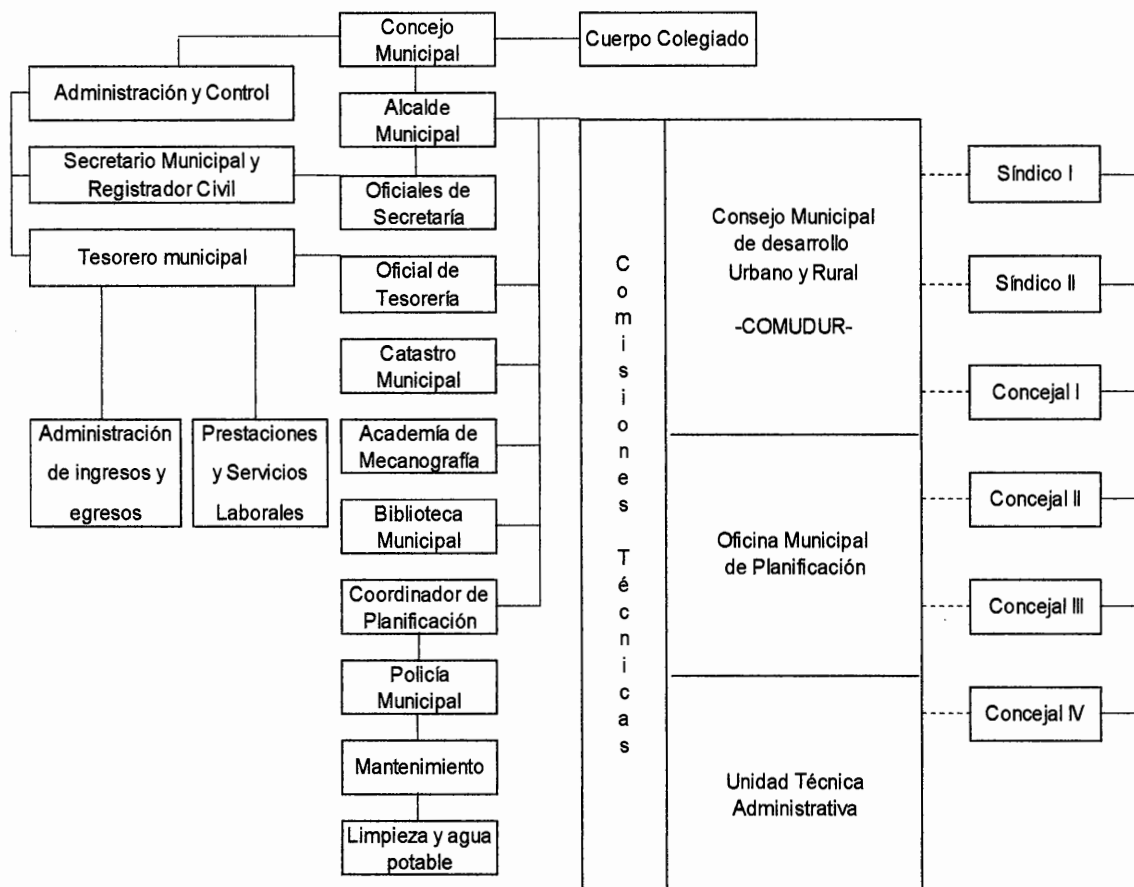 Concejo
Municipal
Cuerpo Colegiado
Administración y Control
Alcalde
Municipal
Secretario Municipal y
Registrador Civil
Oficiales de
Secretaría
Tesorero municipal
Oficial de
Tesorería
Catastro
Municipal
Administración
de ingresos y
egresos
Prestaciones
y Servicios
Laborales
Academía de
Mecanografía
Biblioteca
Municipal
Coordinador de
Planificación
Policía
Municipal
Mantenimiento
Limpieza y agua
potable
Comisiones Técnicas
Consejo Municipal
de desarrollo
Urbano y Rural
-COMUDUR-
Oficina Municipal
de Planificación
Unidad Técnica
Administrativa
Síndico I
Síndico II
Concejal I
Concejal II
Concejal III
Concejal IV